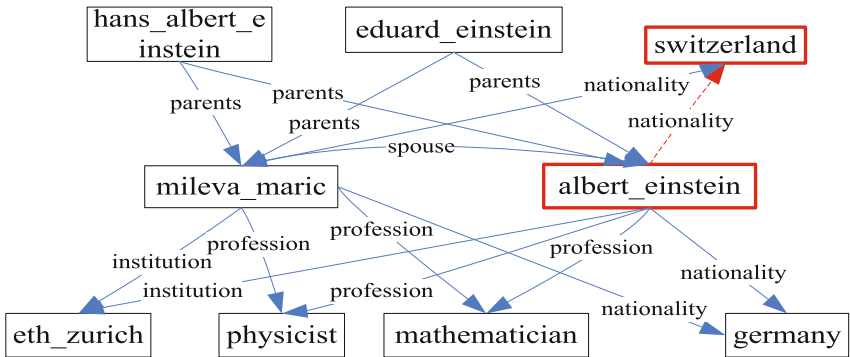 hans_albert_e
instein
eduard_einstein
switzerland
parents
parents
parents
parents
nationality
nationality
spouse
mileva_maric
albert_einstein
institution
profession
profession
profession
institution
profession
nationality
nationality
eth_zurich
physicist
mathematician
germany